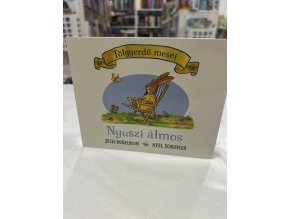 Tölgyerdő meséi
Nyuszi álmos
JULIA DONALDSON AXEL SCHEFFLER